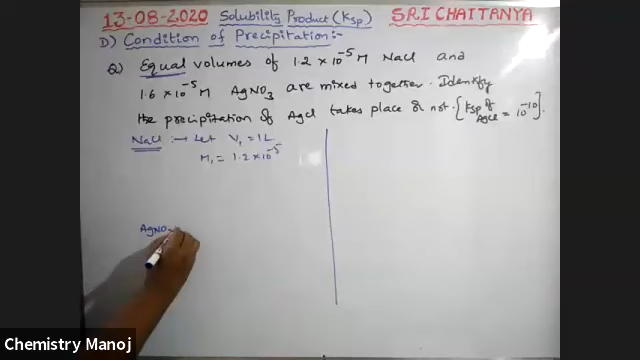 13-08-2020 Solubility Product (Ksp) SRI CHAITANYA
D) Condition of Precipitation:-
Q) Equal volumes of 1.2 × 10⁻⁵ M NaCl and
1.6 × 10⁻⁵ M AgNO₃ are mixed together. Identify
the precipitation of AgCl takes place or not. {Ksp of AgCl = 10⁻¹⁰}.
NaCl :→ Let V₁ = 1L
M₁ = 1.2 × 10⁻⁵
AgNO
Chemistry Manoj